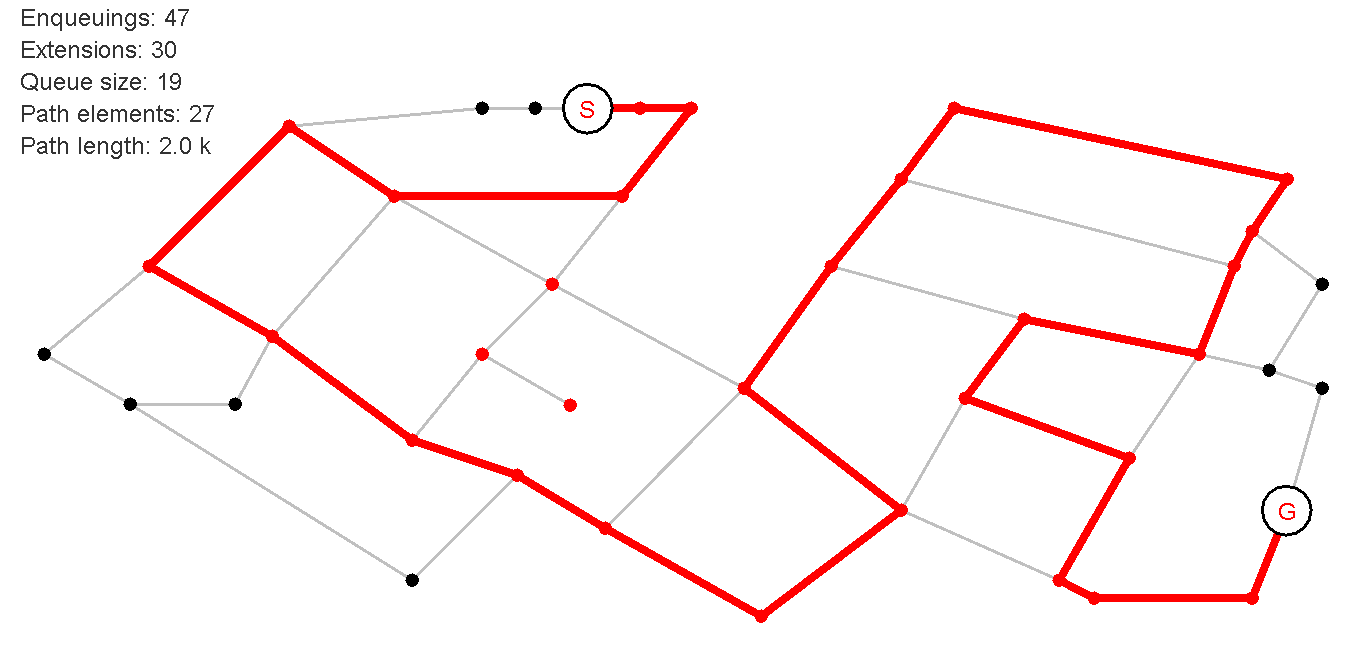 Enqueuings: 47
Extensions: 30
Queue size: 19
Path elements: 27
Path length: 2.0 k
S
G